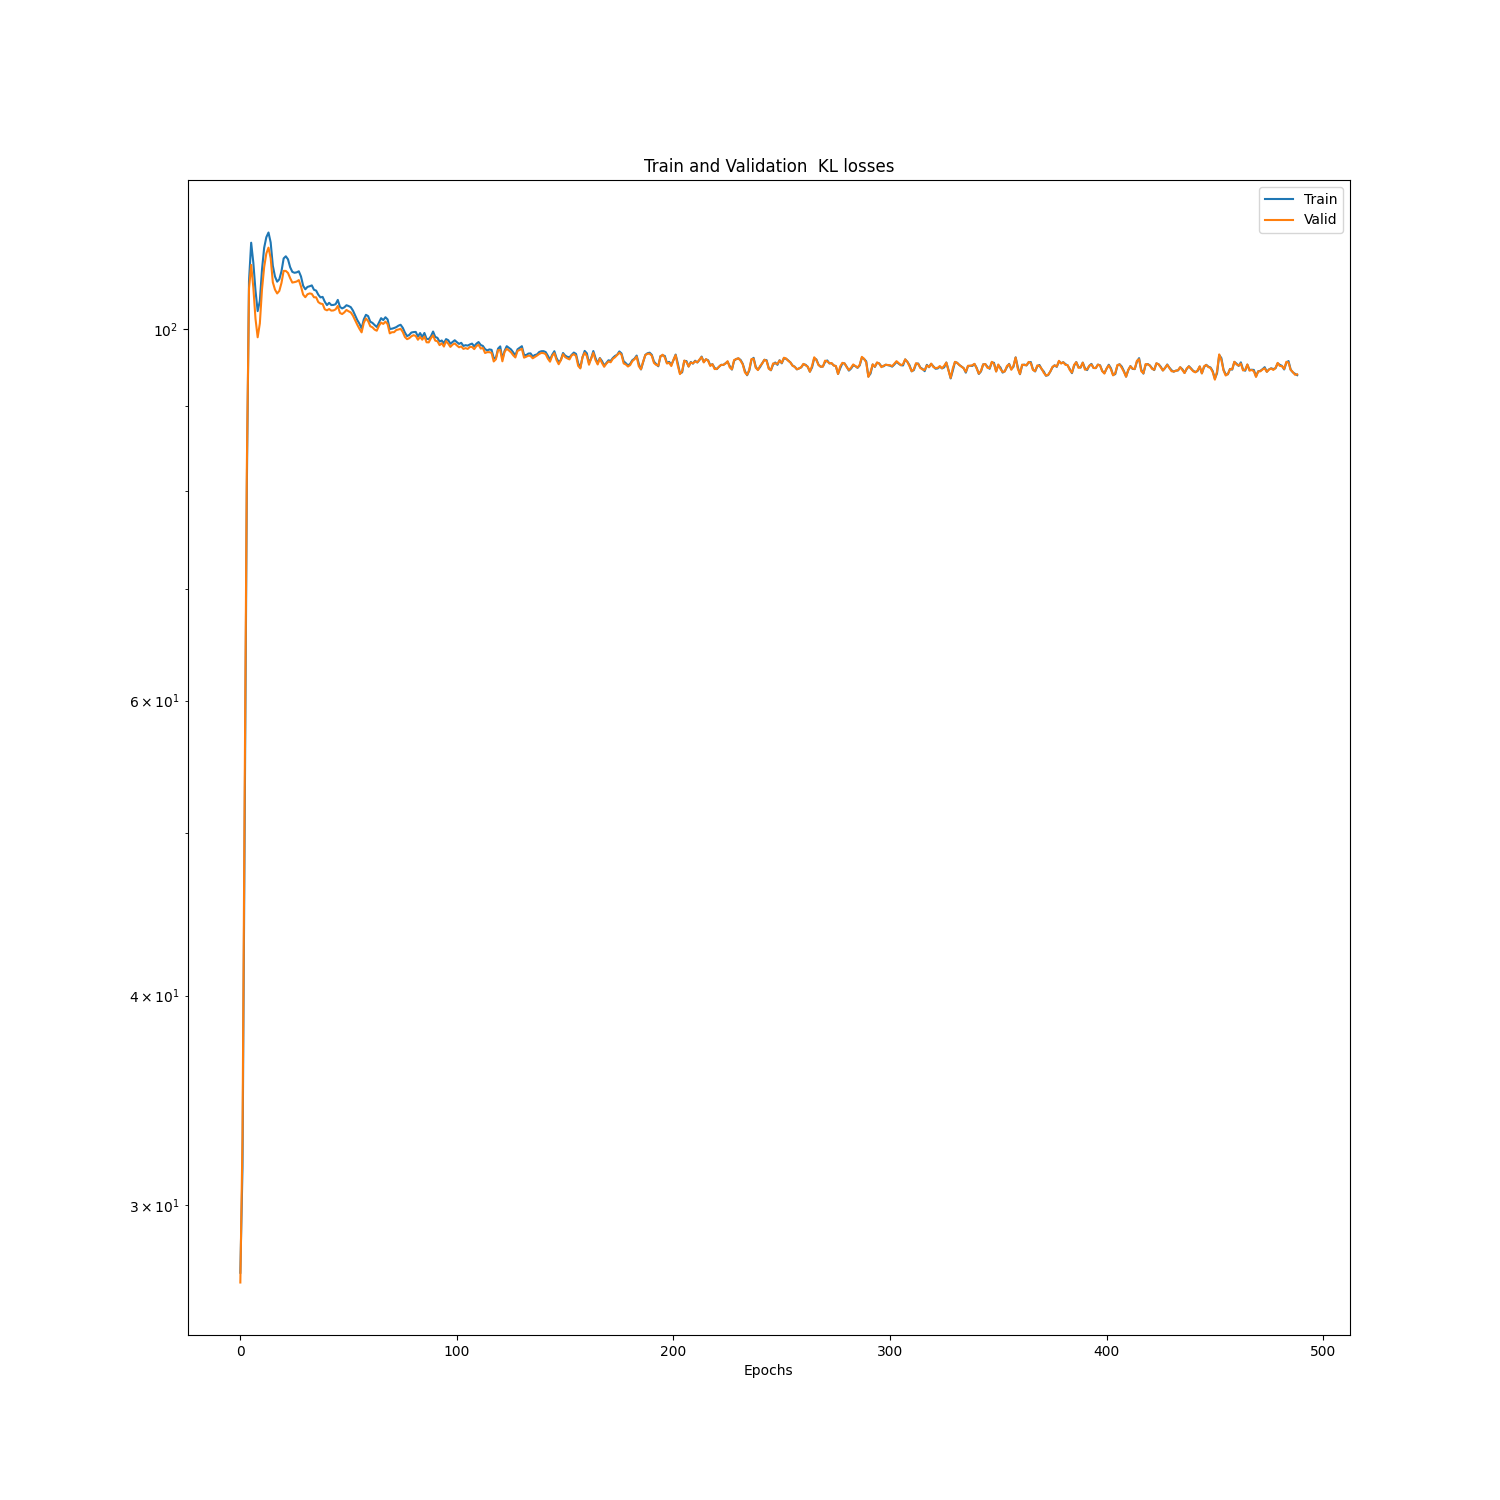 Train and Validation  KL losses
Train
Valid
10²
6 × 10¹
4 × 10¹
3 × 10¹
0 100 200 300 400 500
Epochs